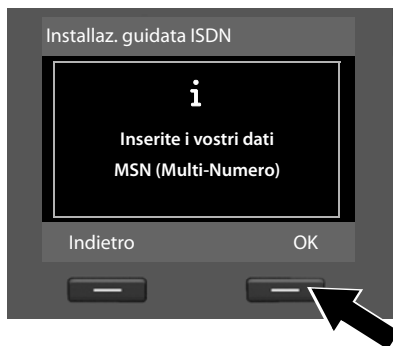 Installaz. guidata ISDN
i
Inserite i vostri dati
MSN (Multi-Numero)
Indietro OK